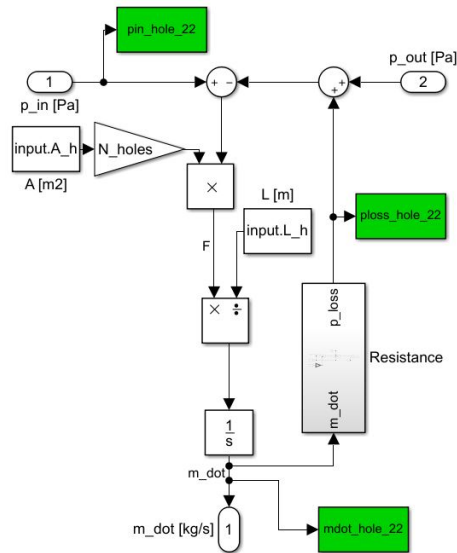 pin_hole_22
p_out [Pa]
1
+
−
+
+
2
p_in [Pa]
input.A_h
N_holes
A [m2]
×
L [m]
ploss_hole_22
F
input.L_h
× ÷
p_loss
Resistance
m_dot
1
s
m_dot
m_dot [kg/s]
1
mdot_hole_22